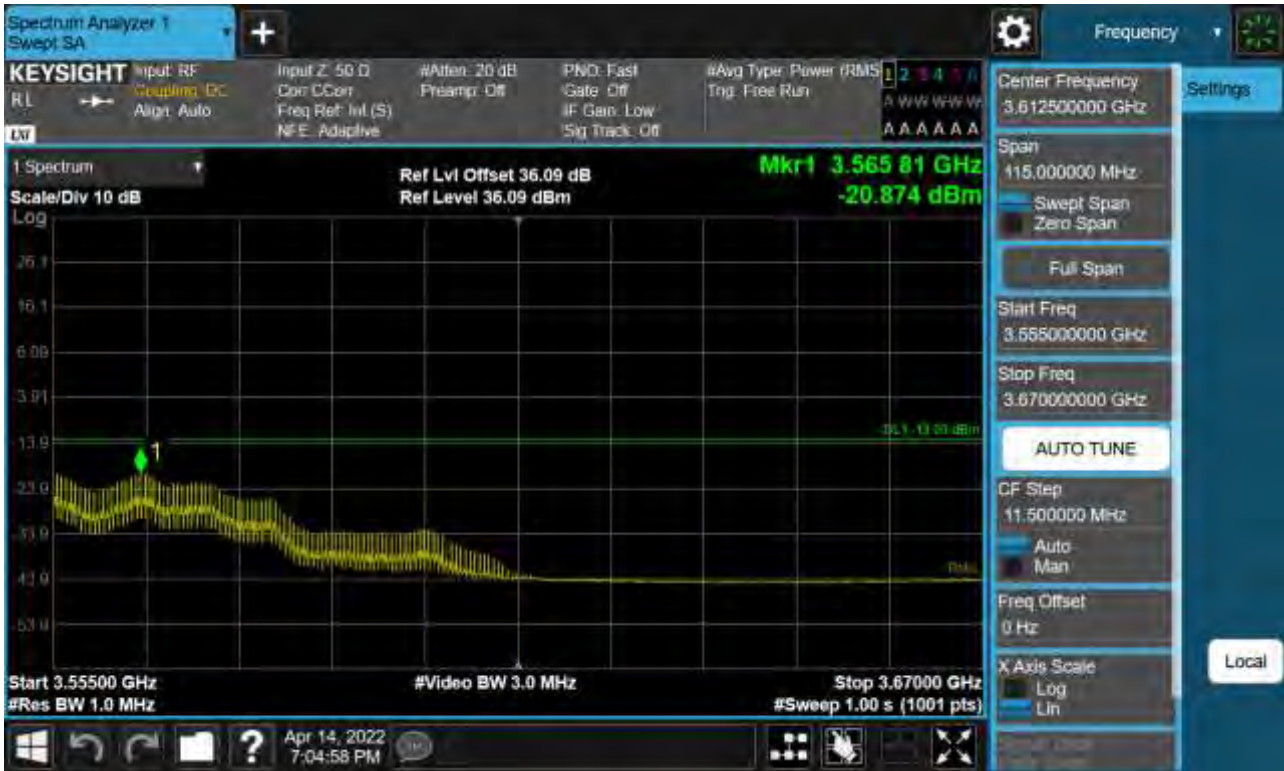 Spectrum Analyzer 1
Swept SA
+
Frequency
KEYSIGHT
RL
Input: RF
Coupling: DC
Align: Auto
Input Z: 50 Ω
Corr CCorr
Freq Ref: Int (S)
NFE: Adaptive
#Atten: 20 dB
Preamp: Off
PNO: Fast
Gate: Off
IF Gain: Low
Sig Track: Off
#Avg Type: Power (RMS
Trig: Free Run
1 2 3 4 5 6
A W W W W W
A A A A A A
LXI
1 Spectrum
Scale/Div 10 dB
Log
Ref Lvl Offset 36.09 dB
Ref Level 36.09 dBm
Mkr1 3.565 81 GHz
-20.874 dBm
26.1
16.1
6.09
-3.91
-13.9
-23.9
-33.9
-43.9
-53.9
DL1 -13.00 dBm
1
Start 3.55500 GHz
#Res BW 1.0 MHz
#Video BW 3.0 MHz
Stop 3.67000 GHz
#Sweep 1.00 s (1001 pts)
?
Apr 14, 2022
7:04:58 PM
Center Frequency
3.612500000 GHz
Settings
Span
115.000000 MHz
Swept Span
Zero Span
Full Span
Start Freq
3.555000000 GHz
Stop Freq
3.670000000 GHz
AUTO TUNE
CF Step
11.500000 MHz
Auto
Man
Freq Offset
0 Hz
X Axis Scale
Log
Lin
Local